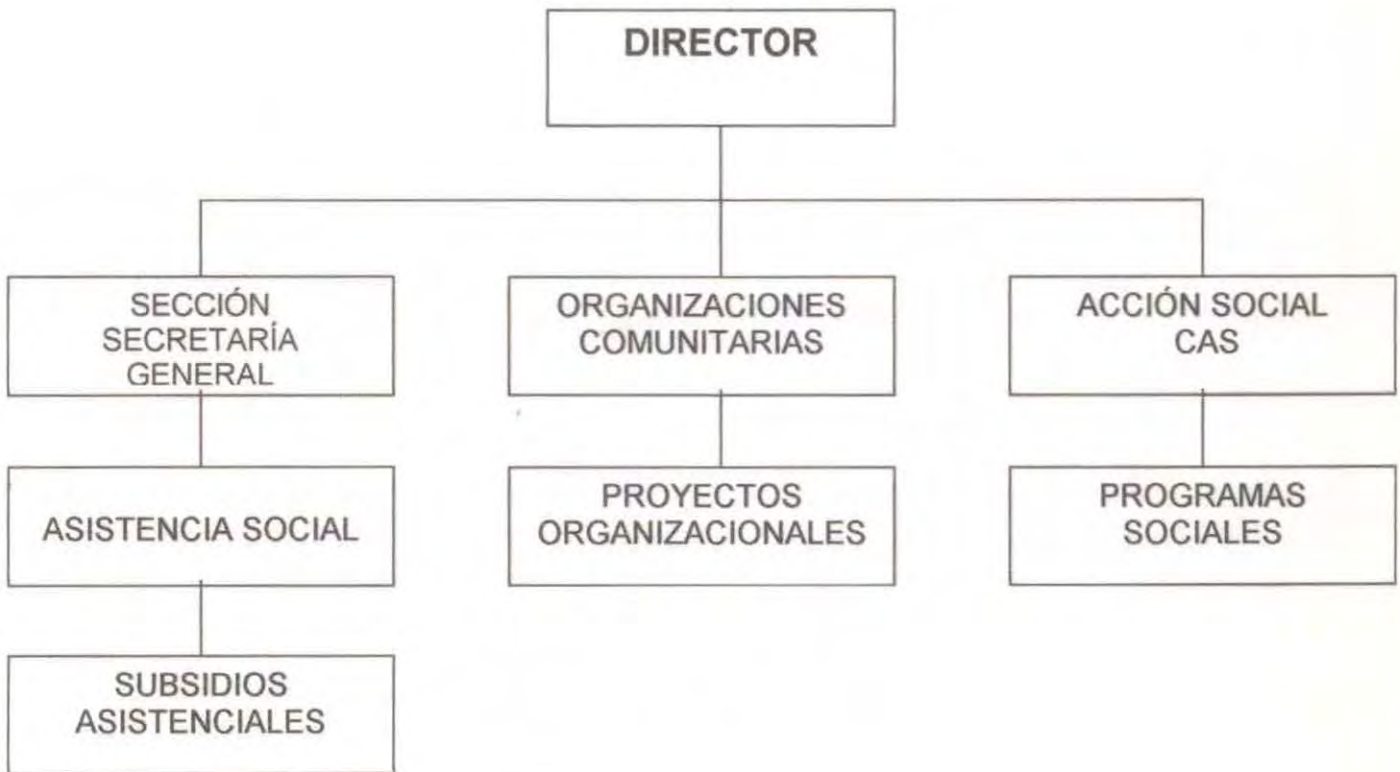 DIRECTOR
SECCIÓN
SECRETARÍA
GENERAL
ORGANIZACIONES
COMUNITARIAS
ACCIÓN SOCIAL
CAS
ASISTENCIA SOCIAL
PROYECTOS
ORGANIZACIONALES
PROGRAMAS
SOCIALES
SUBSIDIOS
ASISTENCIALES